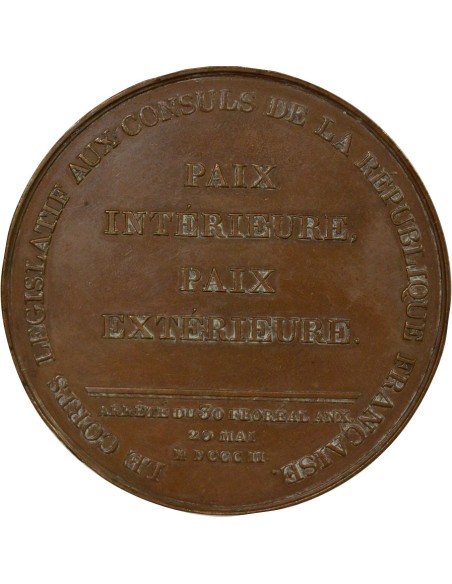 LE CORPS LÉGISLATIF AUX CONSULS DE LA RÉPUBLIQUE FRANÇAISE.
PAIX
INTÉRIEURE,
PAIX
EXTÉRIEURE.
ARRÊTÉ DU 30 FLORÉAL AN X
20 MAI
M DCCC II